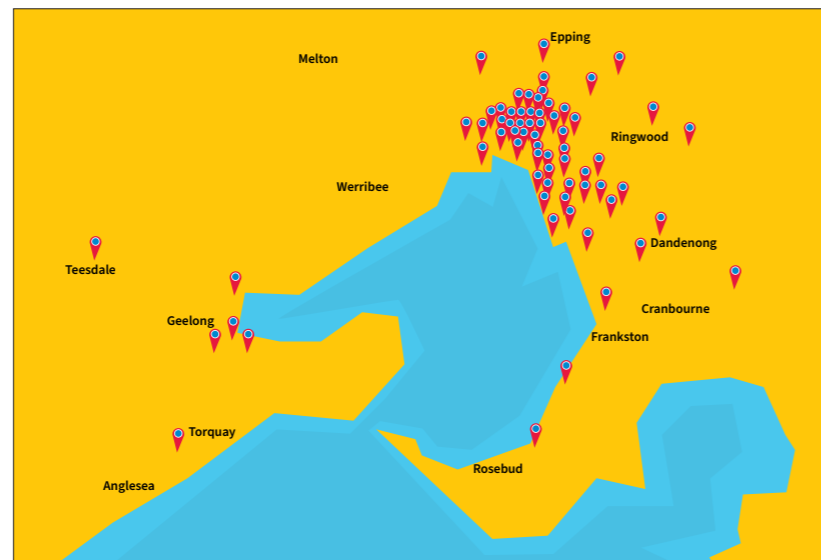 Epping
Melton
Ringwood
Werribee
Dandenong
Teesdale
Cranbourne
Geelong
Frankston
Torquay
Rosebud
Anglesea